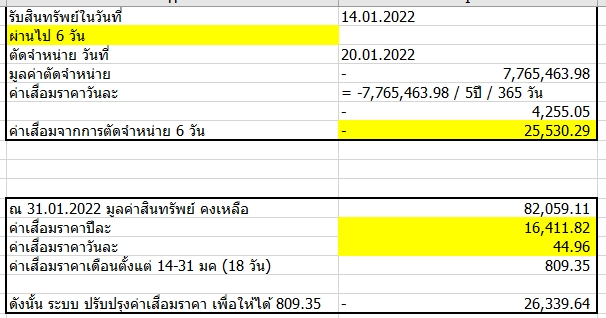 รับสินทรัพย์ในวันที่ 14.01.2022
ผ่านไป 6 วัน
ตัดจำหน่าย วันที่ 20.01.2022
มูลค่าตัดจำหน่าย - 7,765,463.98
ค่าเสื่อมราคาวันละ = -7,765,463.98 / 5ปี / 365 วัน
- 4,255.05
ค่าเสื่อมจากการตัดจำหน่าย 6 วัน - 25,530.29
ณ 31.01.2022 มูลค่าสินทรัพย์ คงเหลือ 82,059.11
ค่าเสื่อมราคาปีละ 16,411.82
ค่าเสื่อมราคาวันละ 44.96
ค่าเสื่อมราคาเดือนตั้งแต่ 14-31 มค (18 วัน) 809.35
ดังนั้น ระบบ ปรับปรุงค่าเสื่อมราคา เพื่อให้ได้ 809.35 - 26,339.64